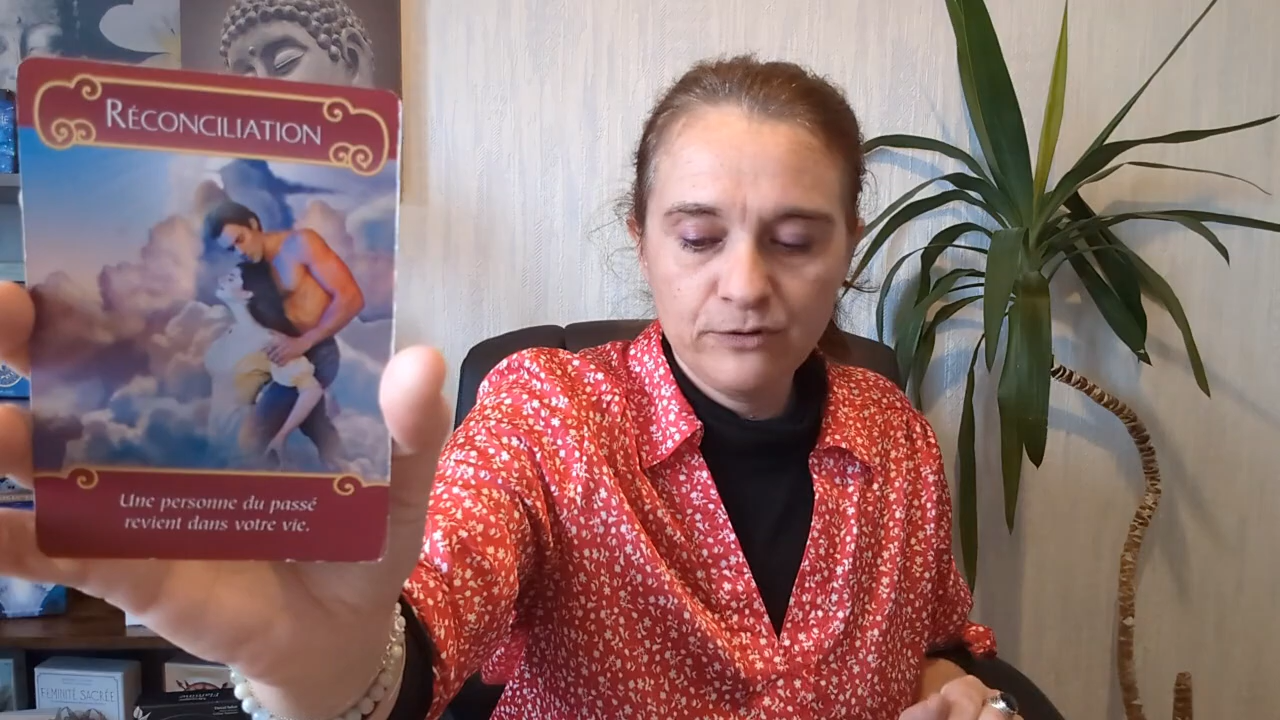 RÉCONCILIATION
Une personne du passé
revient dans votre vie.
FÉMINITÉ SACRÉE